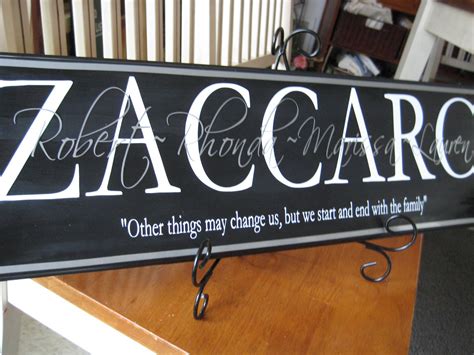 ZACCARO
Robert~Rhonda~Marissa~Lauren
"Other things may change us, but we start and end with the family"